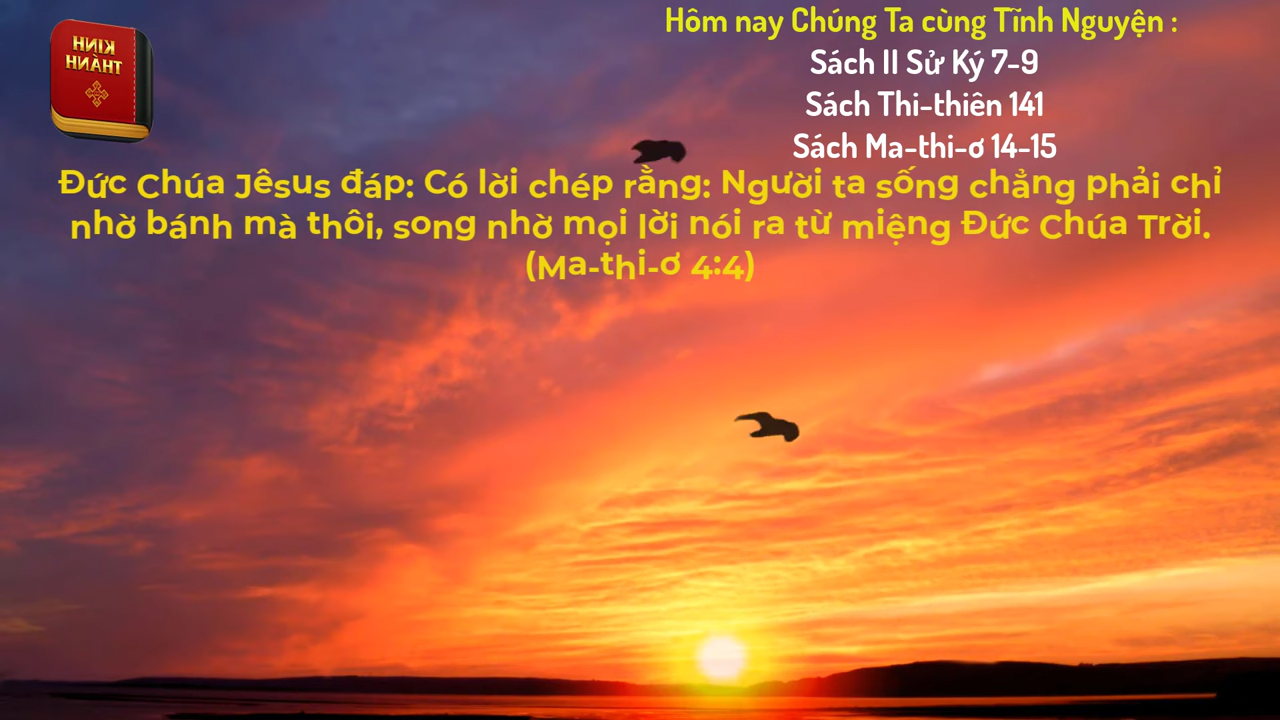 KINH
THÁNH
Hôm nay Chúng Ta cùng Tĩnh Nguyện :
Sách II Sử Ký 7-9
Sách Thi-thiên 141
Sách Ma-thi-ơ 14-15
Đức Chúa Jêsus đáp: Có lời chép rằng: Người ta sống chẳng phải chỉ
nhờ bánh mà thôi, song nhờ mọi lời nói ra từ miệng Đức Chúa Trời.
(Ma-thi-ơ 4:4)